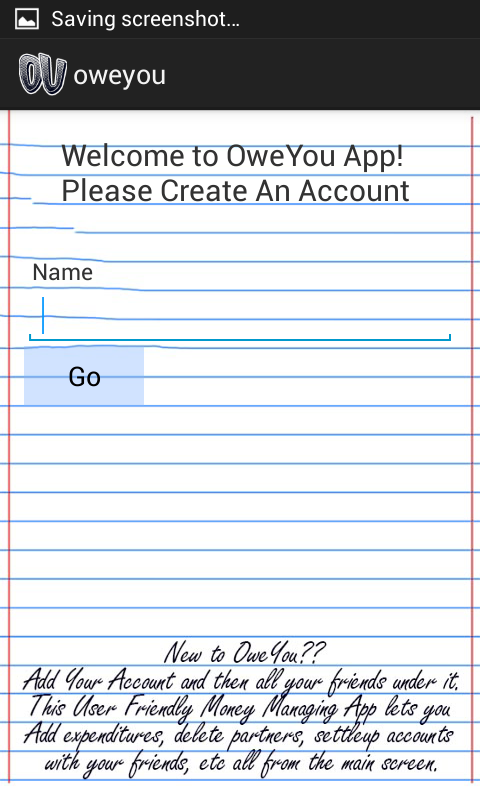 Saving screenshot...
OU oweyou
Welcome to OweYou App!
Please Create An Account
Name
Go
New to OweYou??
Add Your Account and then all your friends under it.
This User Friendly Money Managing App lets you
Add expenditures, delete partners, settleup accounts
with your friends, etc all from the main screen.